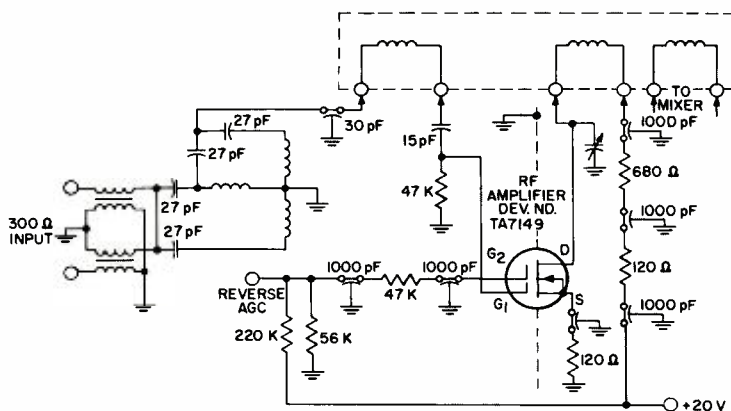 TO
MIXER
27 pF
30 pF
1000 pF
27 pF
15 pF
680 Ω
RF
AMPLIFIER
DEV. NO.
TA7149
47 K
27 pF
300 Ω
INPUT
27 pF
1000 pF
G2
D
120 Ω
1000 pF
1000 pF
REVERSE
AGC
47 K
G1
S
1000 pF
220 K
56 K
120 Ω
+20 V